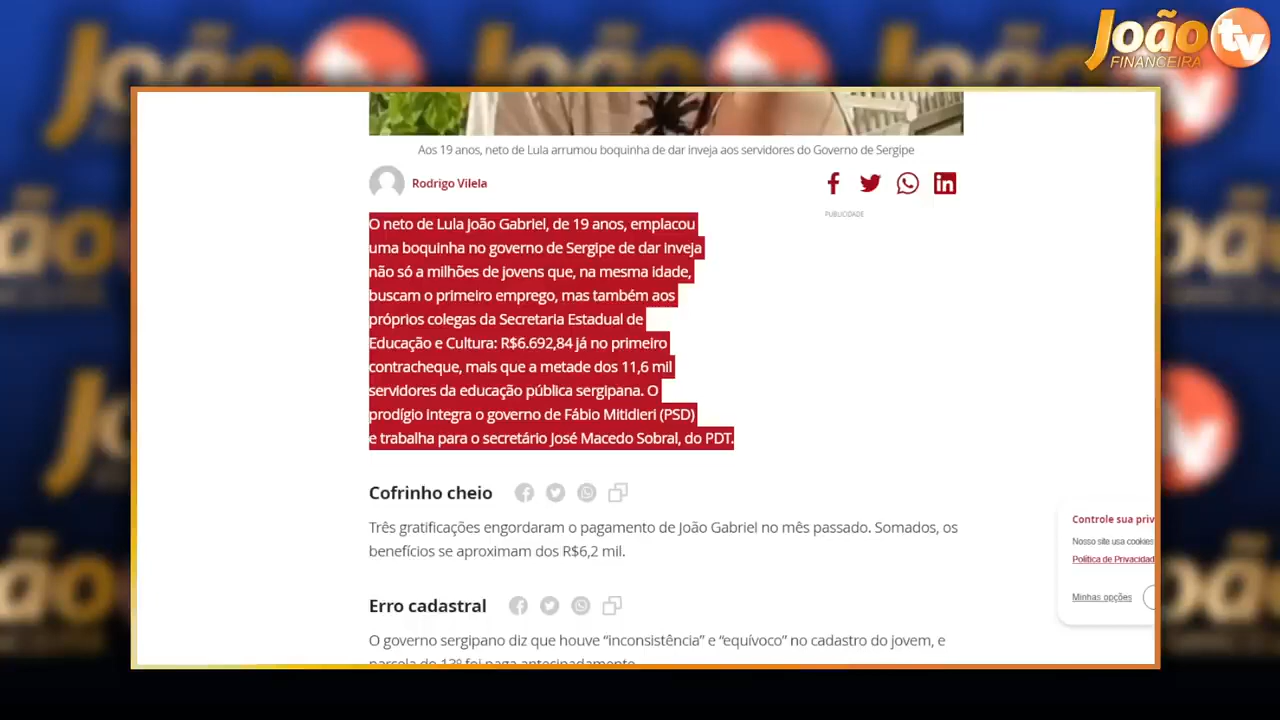 João tv
FINANCEIRA
Aos 19 anos, neto de Lula arrumou boquinha de dar inveja aos servidores do Governo de Sergipe
Rodrigo Vilela
PUBLICIDADE
O neto de Lula João Gabriel, de 19 anos, emplacou
uma boquinha no governo de Sergipe de dar inveja
não só a milhões de jovens que, na mesma idade,
buscam o primeiro emprego, mas também aos
próprios colegas da Secretaria Estadual de
Educação e Cultura: R$6.692,84 já no primeiro
contracheque, mais que a metade dos 11,6 mil
servidores da educação pública sergipana. O
prodígio integra o governo de Fábio Mitidieri (PSD)
e trabalha para o secretário José Macedo Sobral, do PDT.
Cofrinho cheio
Três gratificações engordaram o pagamento de João Gabriel no mês passado. Somados, os
benefícios se aproximam dos R$6,2 mil.
Erro cadastral
O governo sergipano diz que houve “inconsistência” e “equívoco” no cadastro do jovem, e
parcela do 13º foi paga antecipadamente
Controle sua priv
Nosso site usa cookies
Política de Privacidad
Minhas opções